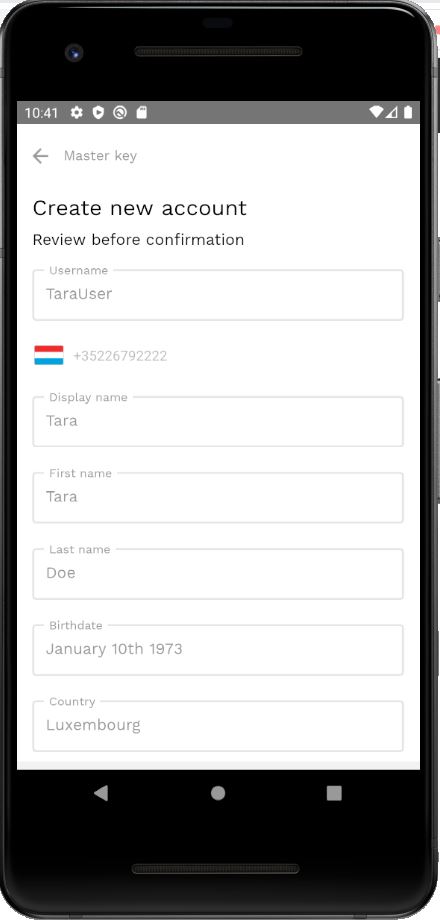 10:41
Master key
Create new account
Review before confirmation
Username
TaraUser
+35226792222
Display name
Tara
First name
Tara
Last name
Doe
Birthdate
January 10th 1973
Country
Luxembourg